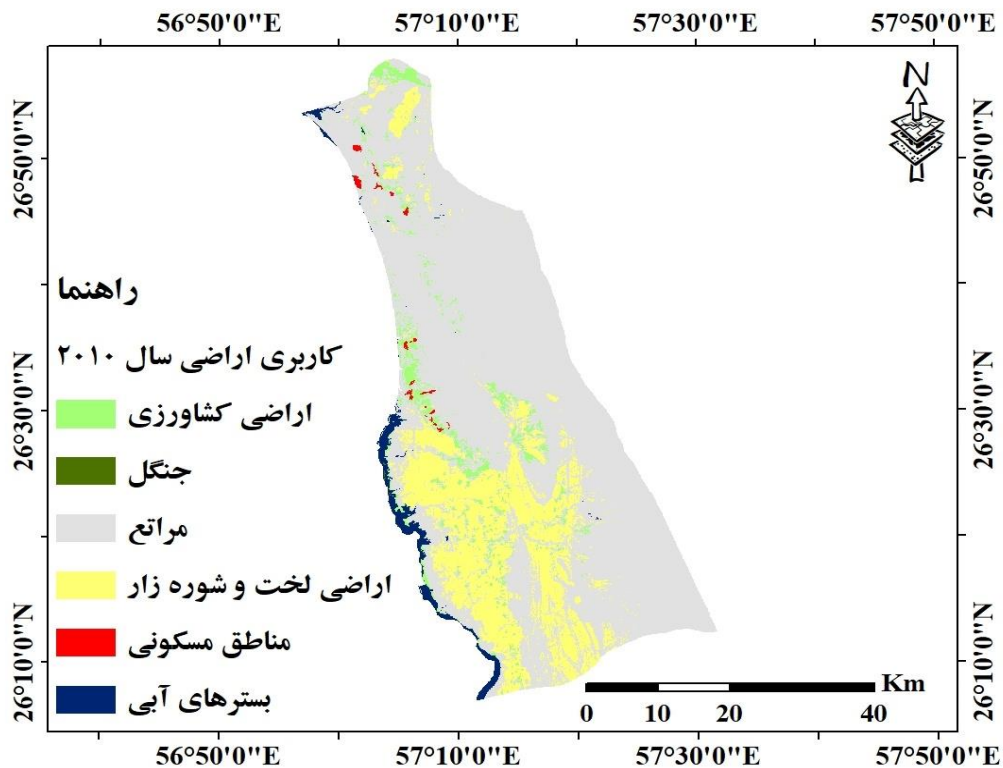 56°50'0"E 57°10'0"E 57°30'0"E 57°50'0"E
N
26°50'0"N 26°50'0"N
راهنما
کاربری اراضی سال ۲۰۱۰
اراضی کشاورزی
26°30'0"N 26°30'0"N
جنگل
مراتع
اراضی لخت و شوره زار
مناطق مسکونی
26°10'0"N 26°10'0"N
بسترهای آبی
Km
0 10 20 40
56°50'0"E 57°10'0"E 57°30'0"E 57°50'0"E